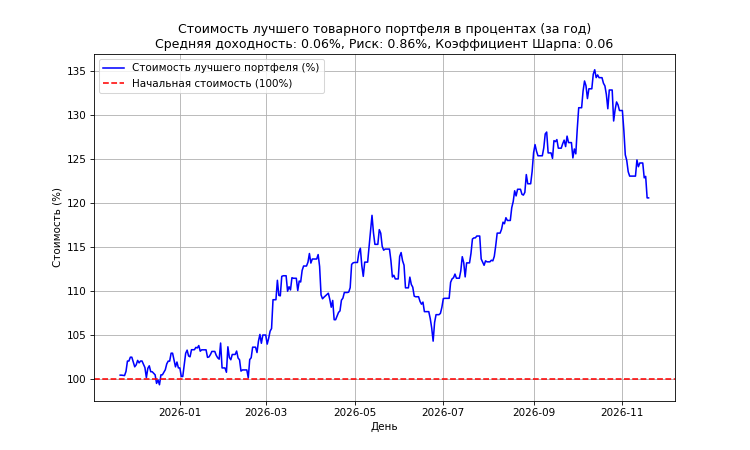 Стоимость лучшего товарного портфеля в процентах (за год)
Средняя доходность: 0.06%, Риск: 0.86%, Коэффициент Шарпа: 0.06
Стоимость лучшего портфеля (%)
Начальная стоимость (100%)
135
130
125
120
115
110
105
100
Стоимость (%)
2026-01
2026-03
2026-05
2026-07
2026-09
2026-11
День